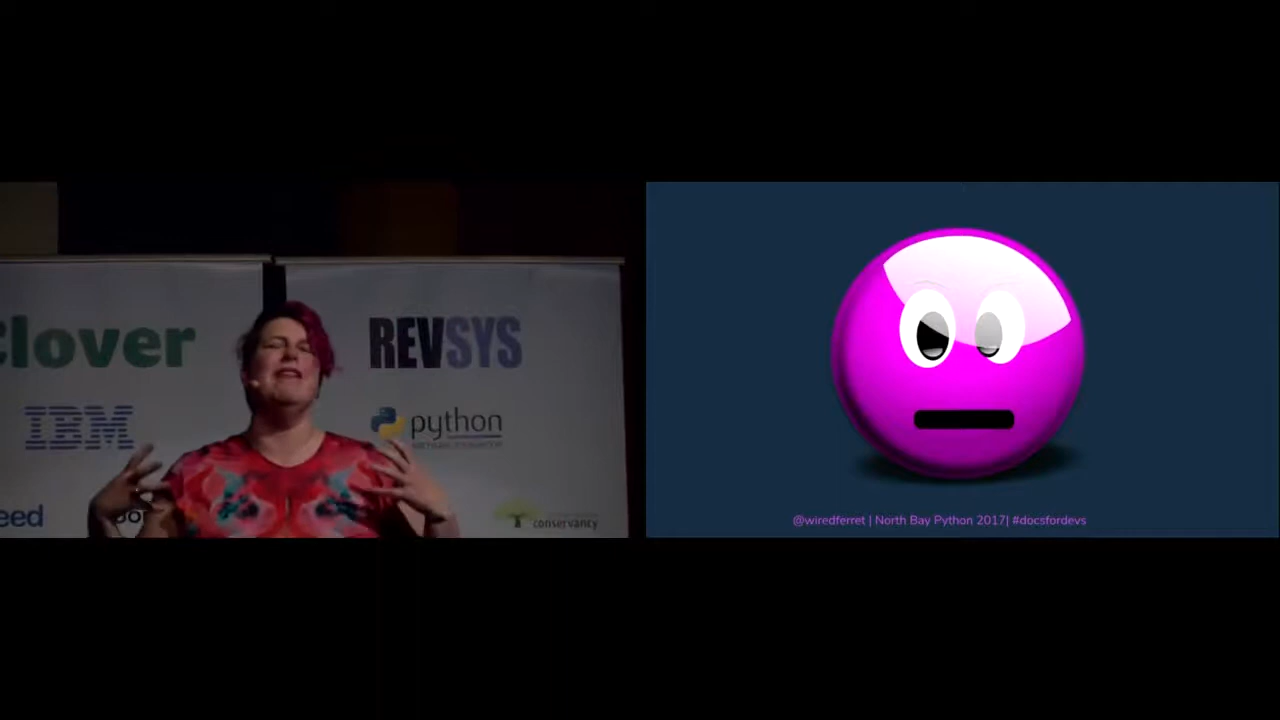 Clover
REVSYS
IBM
python
eed
conservancy
@wiredferret | North Bay Python 2017| #docsfordevs